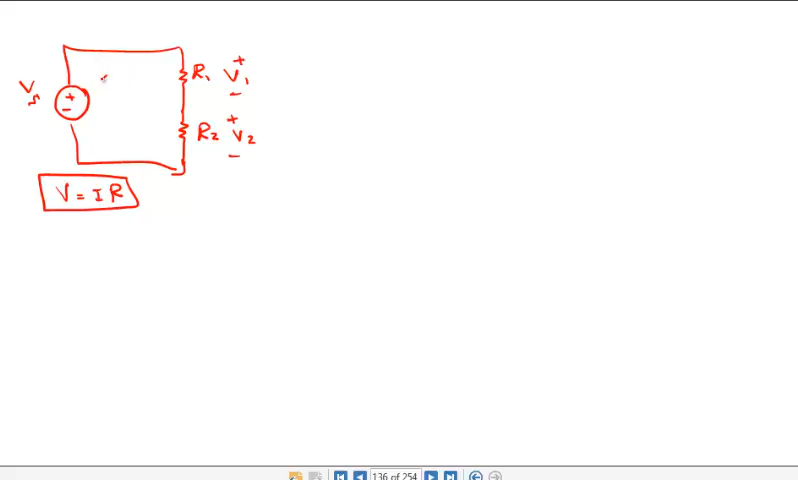 R₁ + V₁ -
Vs + -
R₂ + V₂ -
V = IR
136 of 254